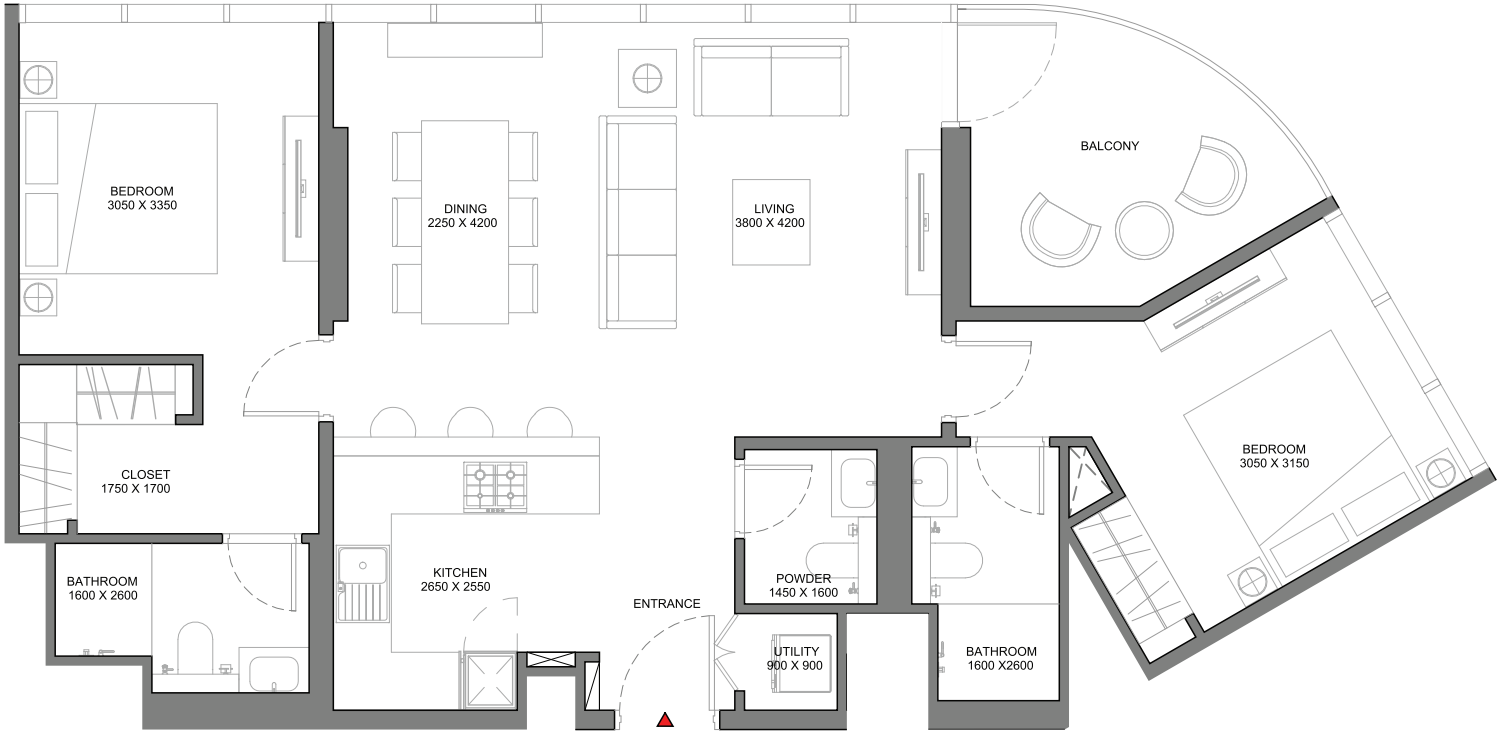 BALCONY
BEDROOM
3050 X 3350
DINING
2250 X 4200
LIVING
3800 X 4200
BEDROOM
3050 X 3150
CLOSET
1750 X 1700
KITCHEN
2650 X 2550
BATHROOM
1600 X 2600
POWDER
1450 X 1600
ENTRANCE
UTILITY
900 X 900
BATHROOM
1600 X2600